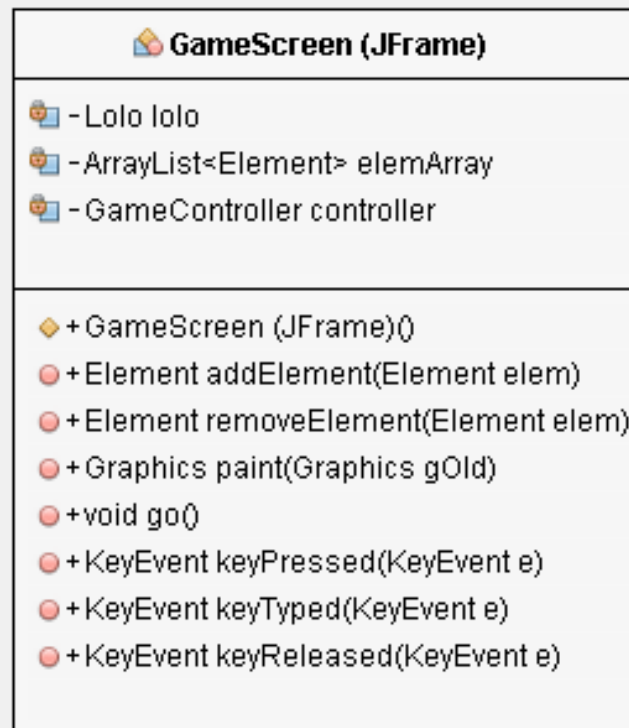 GameScreen (JFrame)
-Lolo lolo
-ArrayList<Element> elemArray
-GameController controller
+GameScreen (JFrame)()
+Element addElement(Element elem)
+Element removeElement(Element elem)
+Graphics paint(Graphics gOld)
+void go()
+KeyEvent keyPressed(KeyEvent e)
+KeyEvent keyTyped(KeyEvent e)
+KeyEvent keyReleased(KeyEvent e)